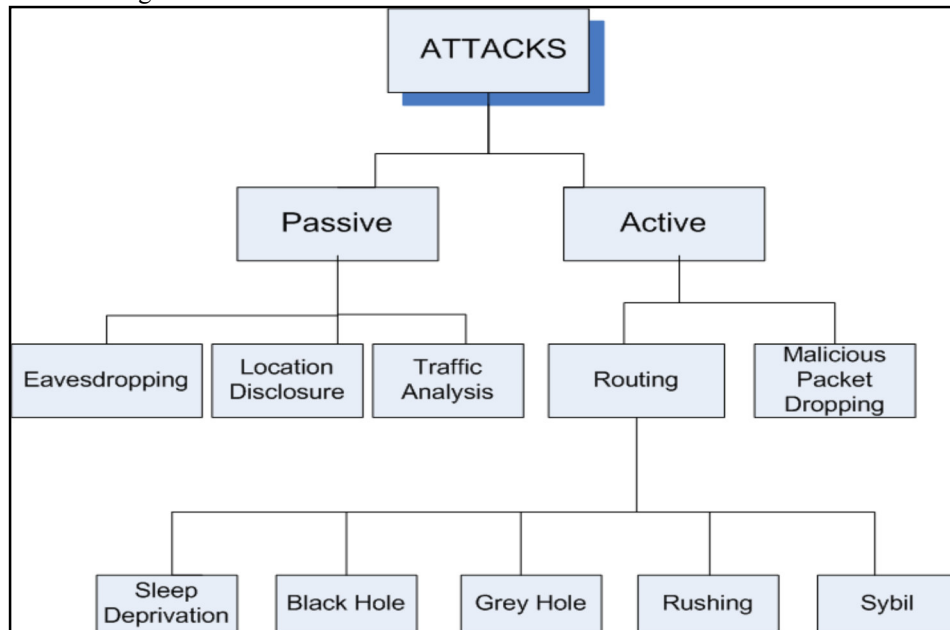 ATTACKS
Passive
Active
Eavesdropping
Location
Disclosure
Traffic
Analysis
Routing
Malicious
Packet
Dropping
Sleep
Deprivation
Black Hole
Grey Hole
Rushing
Sybil